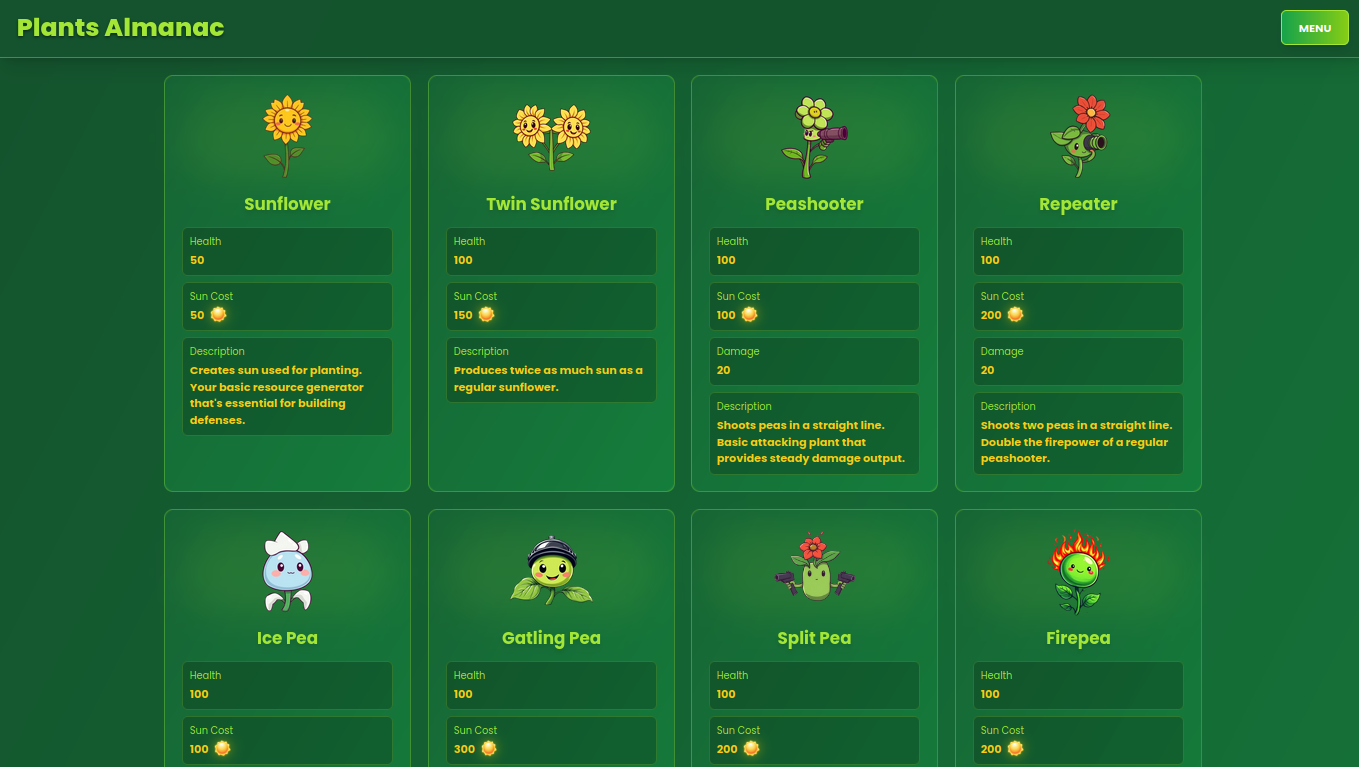 Plants Almanac
MENU
Sunflower
Health
50
Sun Cost
50
Description
Creates sun used for planting.
Your basic resource generator
that's essential for building
defenses.
Twin Sunflower
Health
100
Sun Cost
150
Description
Produces twice as much sun as a
regular sunflower.
Peashooter
Health
100
Sun Cost
100
Damage
20
Description
Shoots peas in a straight line.
Basic attacking plant that
provides steady damage output.
Repeater
Health
100
Sun Cost
200
Damage
20
Description
Shoots two peas in a straight line.
Double the firepower of a regular
peashooter.
Ice Pea
Health
100
Sun Cost
100
Gatling Pea
Health
100
Sun Cost
300
Split Pea
Health
100
Sun Cost
200
Firepea
Health
100
Sun Cost
200